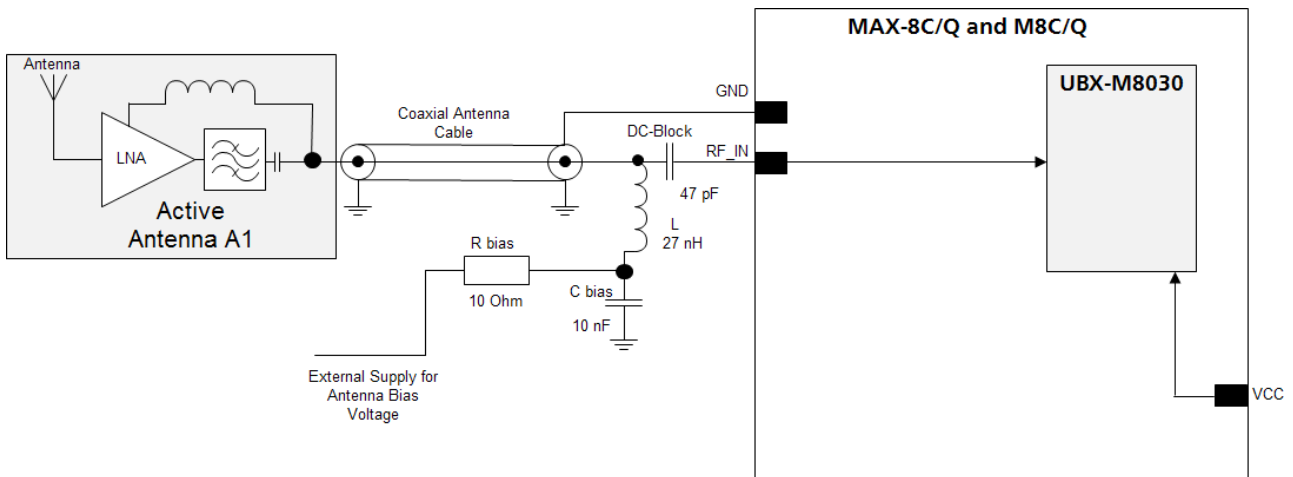 MAX-8C/Q and M8C/Q
Antenna
LNA
Active
Antenna A1
Coaxial Antenna
Cable
GND
DC-Block
RF_IN
47 pF
L
27 nH
R bias
10 Ohm
C bias
10 nF
External Supply for
Antenna Bias
Voltage
UBX-M8030
VCC